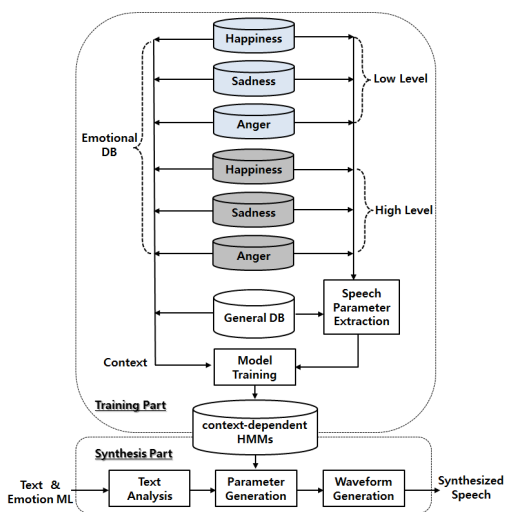 Happiness
Low Level
Sadness
Anger
Emotional
DB
Happiness
High Level
Sadness
Anger
General DB
Speech
Parameter
Extraction
Context
Model
Training
Training Part
context-dependent
HMMs
Synthesis Part
Text & 
Emotion ML
Text
Analysis
Parameter
Generation
Waveform
Generation
Synthesized
Speech